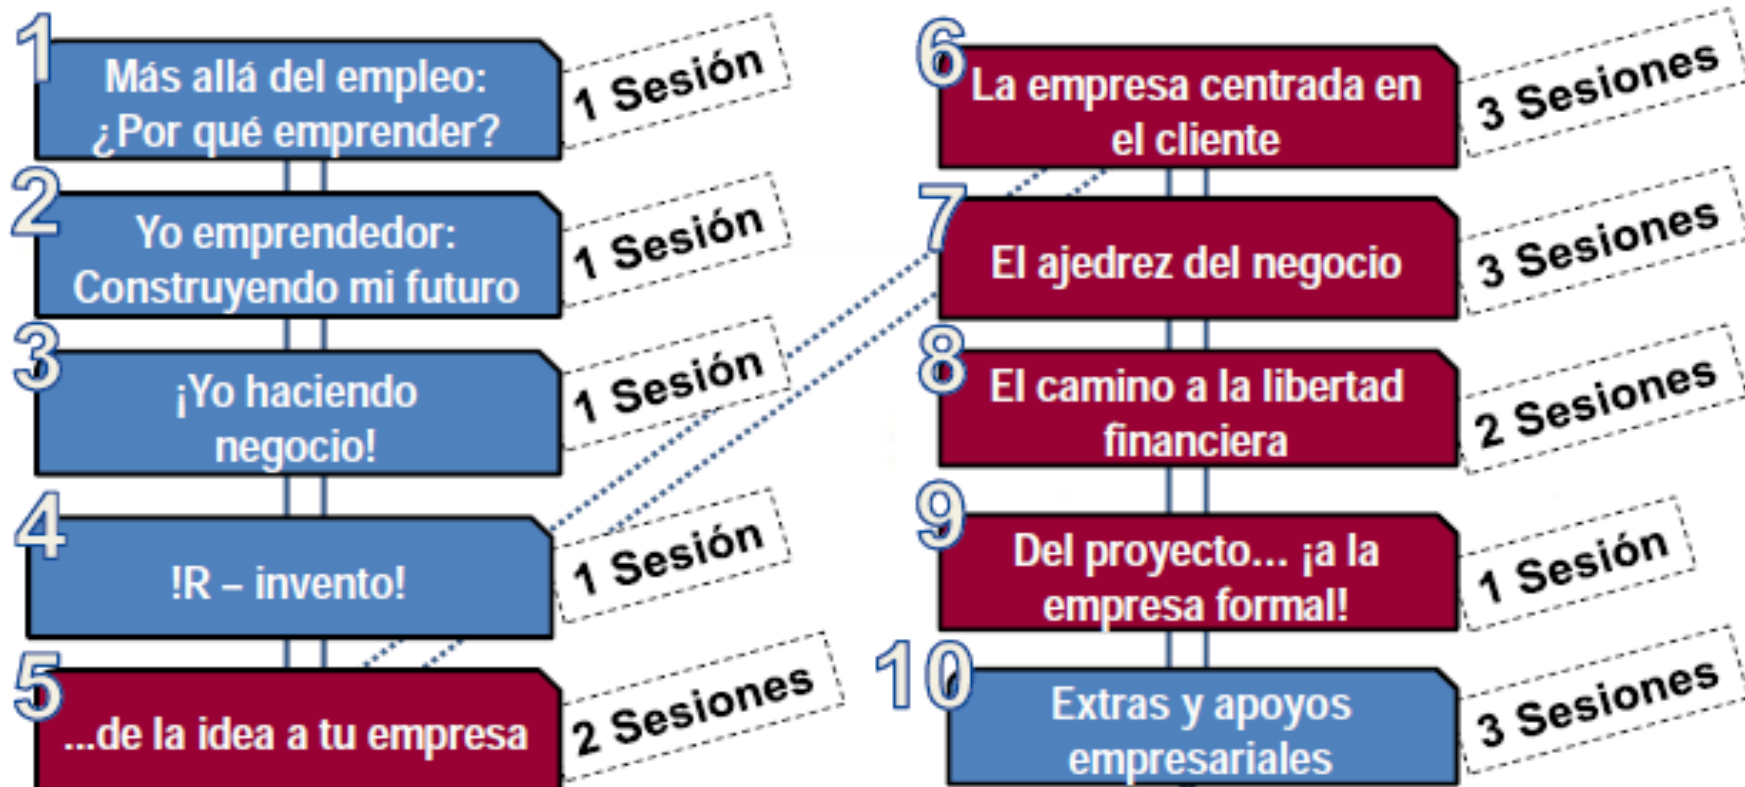 1
Más allá del empleo:
¿Por qué emprender?
1 Sesión
2
Yo emprendedor:
Construyendo mi futuro
1 Sesión
3
¡Yo haciendo
negocio!
1 Sesión
4
!R – invento!
1 Sesión
5
...de la idea a tu empresa
2 Sesiones
6
La empresa centrada en
el cliente
3 Sesiones
7
El ajedrez del negocio
3 Sesiones
8
El camino a la libertad
financiera
2 Sesiones
9
Del proyecto... ¡a la
empresa formal!
1 Sesión
10
Extras y apoyos
empresariales
3 Sesiones